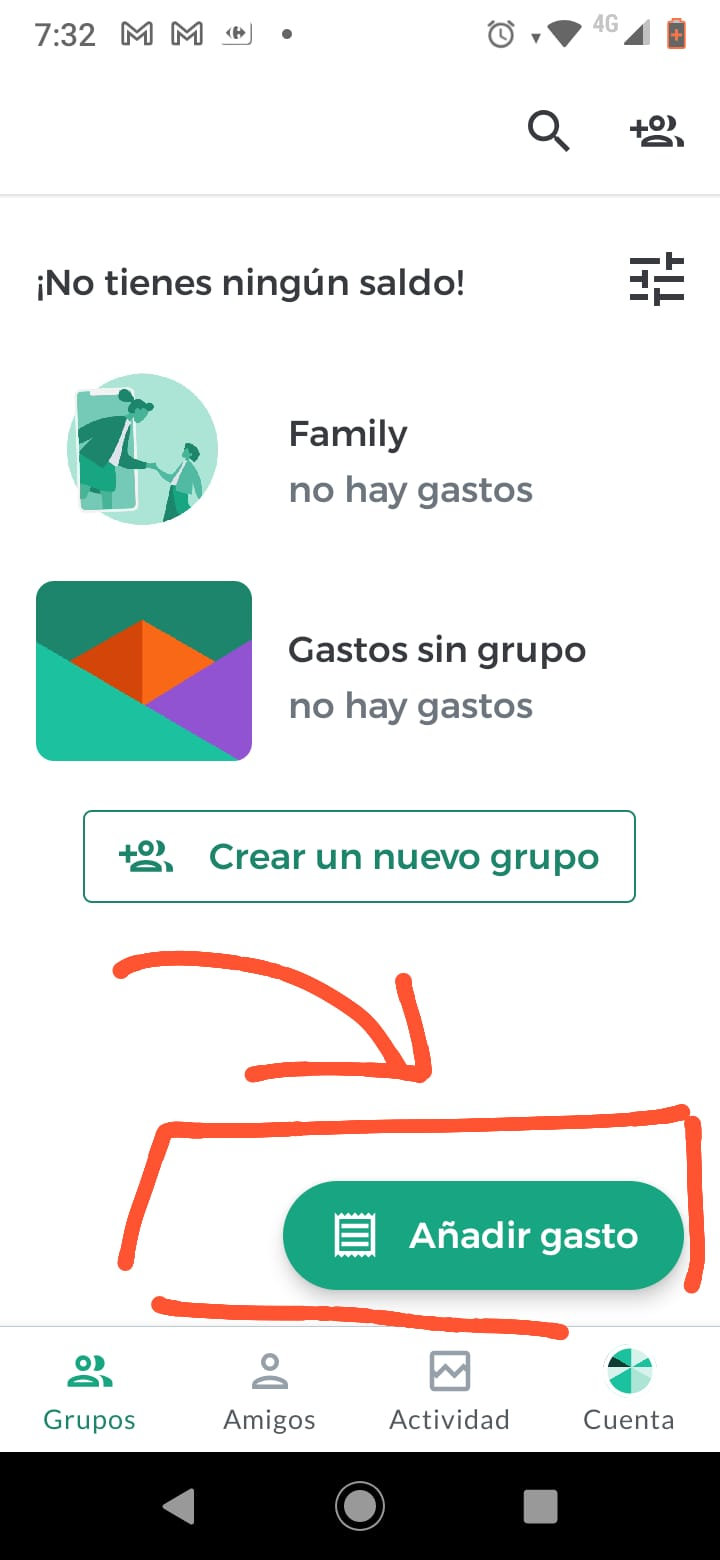 7:32
4G
¡No tienes ningún saldo!
Family
no hay gastos
Gastos sin grupo
no hay gastos
Crear un nuevo grupo
Añadir gasto
Grupos
Amigos
Actividad
Cuenta